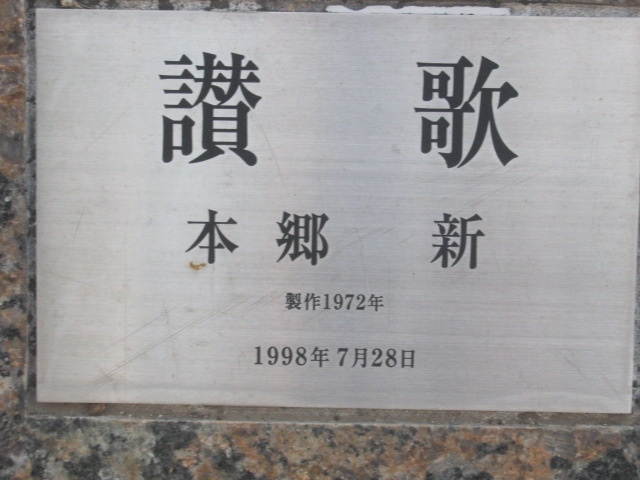 讃歌
本郷 新
製作1972年
1998年7月28日